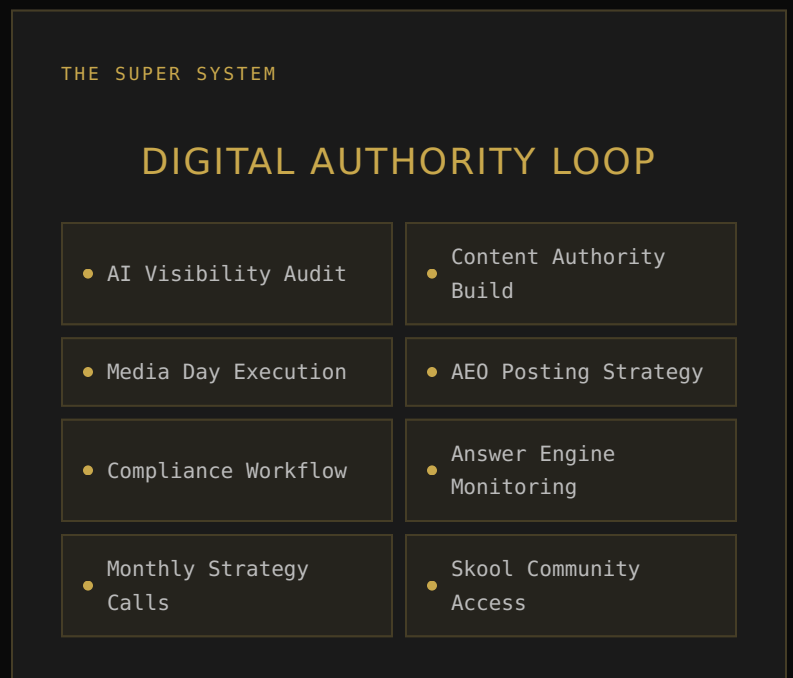 THE SUPER SYSTEM
DIGITAL AUTHORITY LOOP
AI Visibility Audit
Content Authority
Build
Media Day Execution
AEO Posting Strategy
Compliance Workflow
Answer Engine
Monitoring
Monthly Strategy
Calls
Skool Community
Access